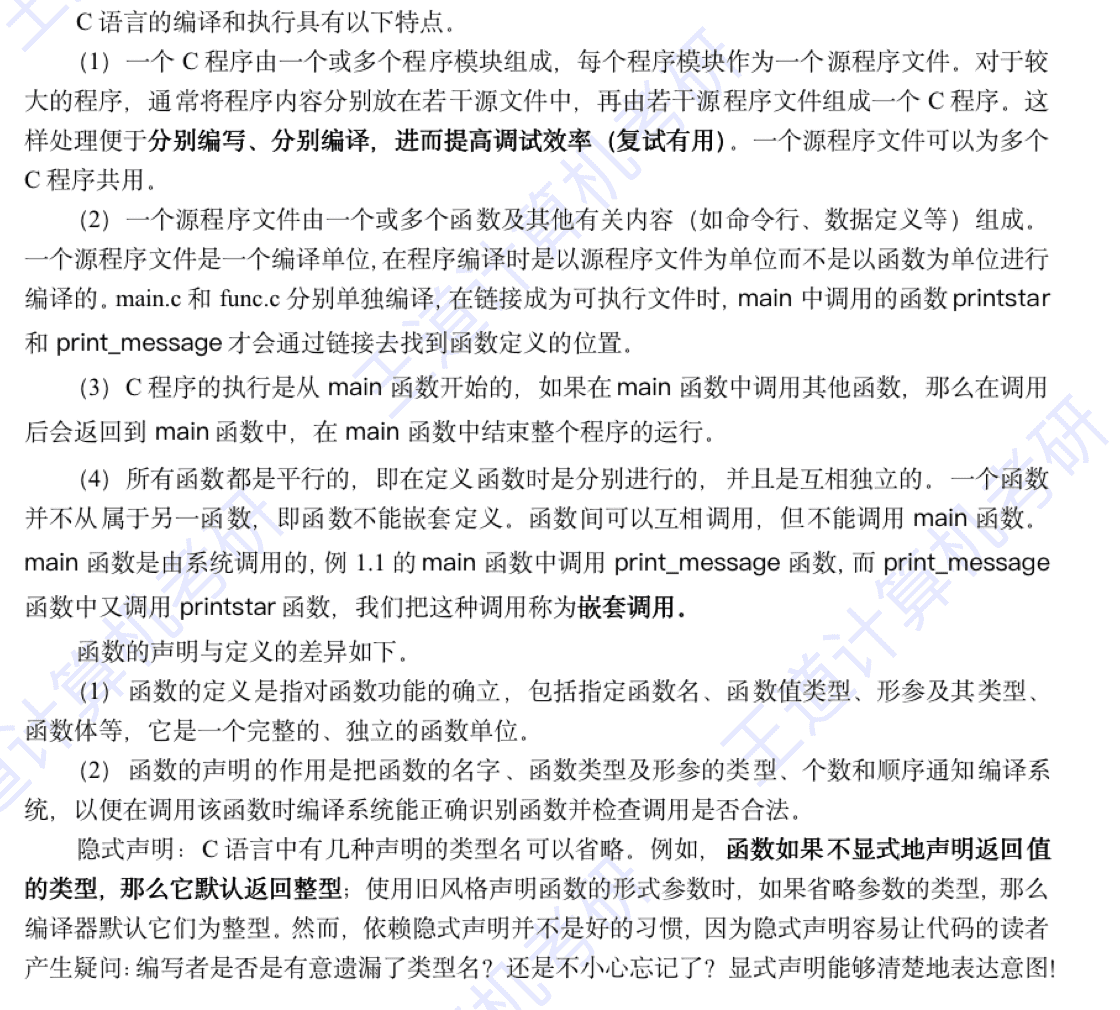 C 语言的编译和执行具有以下特点。
（1）一个 C 程序由一个或多个程序模块组成，每个程序模块作为一个源程序文件。对于较
大的程序，通常将程序内容分别放在若干源文件中，再由若干源程序文件组成一个 C 程序。这
样处理便于分别编写、分别编译，进而提高调试效率（复试有用）。一个源程序文件可以为多个
C 程序共用。
（2）一个源程序文件由一个或多个函数及其他有关内容（如命令行、数据定义等）组成。
一个源程序文件是一个编译单位,在程序编译时是以源程序文件为单位而不是以函数为单位进行
编译的。main.c 和 func.c 分别单独编译,在链接成为可执行文件时, main 中调用的函数 printstar
和 print_message 才会通过链接去找到函数定义的位置。
（3）C 程序的执行是从 main 函数开始的，如果在 main 函数中调用其他函数，那么在调用
后会返回到 main 函数中，在 main 函数中结束整个程序的运行。
（4）所有函数都是平行的，即在定义函数时是分别进行的，并且是互相独立的。一个函数
并不从属于另一函数，即函数不能嵌套定义。函数间可以互相调用，但不能调用 main 函数。
main 函数是由系统调用的, 例 1.1 的 main 函数中调用 print_message 函数, 而 print_message
函数中又调用 printstar 函数，我们把这种调用称为嵌套调用．
函数的声明与定义的差异如下。
（1）函数的定义是指对函数功能的确立，包括指定函数名、函数值类型、形参及其类型、
函数体等，它是一个完整的、独立的函数单位。
（2）函数的声明的作用是把函数的名字、函数类型及形参的类型、个数和顺序通知编译系
统，以便在调用该函数时编译系统能正确识别函数并检查调用是否合法。
隐式声明：C 语言中有几种声明的类型名可以省略。例如，函数如果不显式地声明返回值
的类型，那么它默认返回整型；使用旧风格声明函数的形式参数时，如果省略参数的类型，那么
编译器默认它们为整型。然而，依赖隐式声明并不是好的习惯，因为隐式声明容易让代码的读者
产生疑问:编写者是否是有意遗漏了类型名？还是不小心忘记了？显式声明能够清楚地表达意图!
王道计算机考研
王道计算机考研
道计算机考研